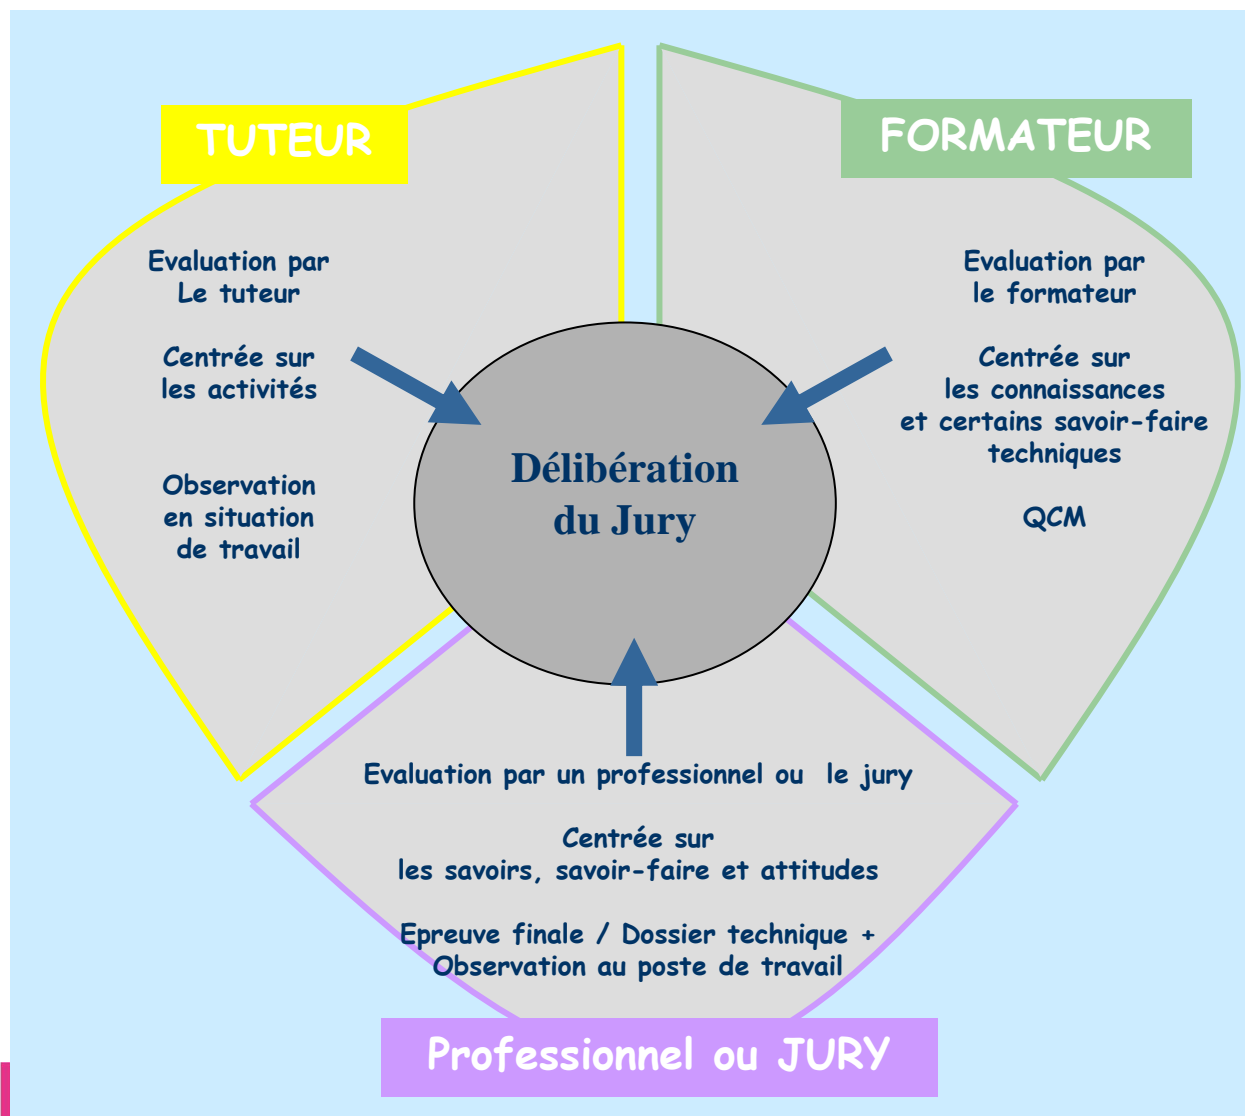 TUTEUR
Evaluation par
Le tuteur
Centrée sur
les activités
Observation
en situation
de travail
FORMATEUR
Evaluation par
le formateur
Centrée sur
les connaissances
et certains savoir-faire
techniques
QCM
Délibération
du Jury
Evaluation par un professionnel ou  le jury
Centrée sur
les savoirs, savoir-faire et attitudes
Epreuve finale / Dossier technique +
Observation au poste de travail
Professionnel ou JURY